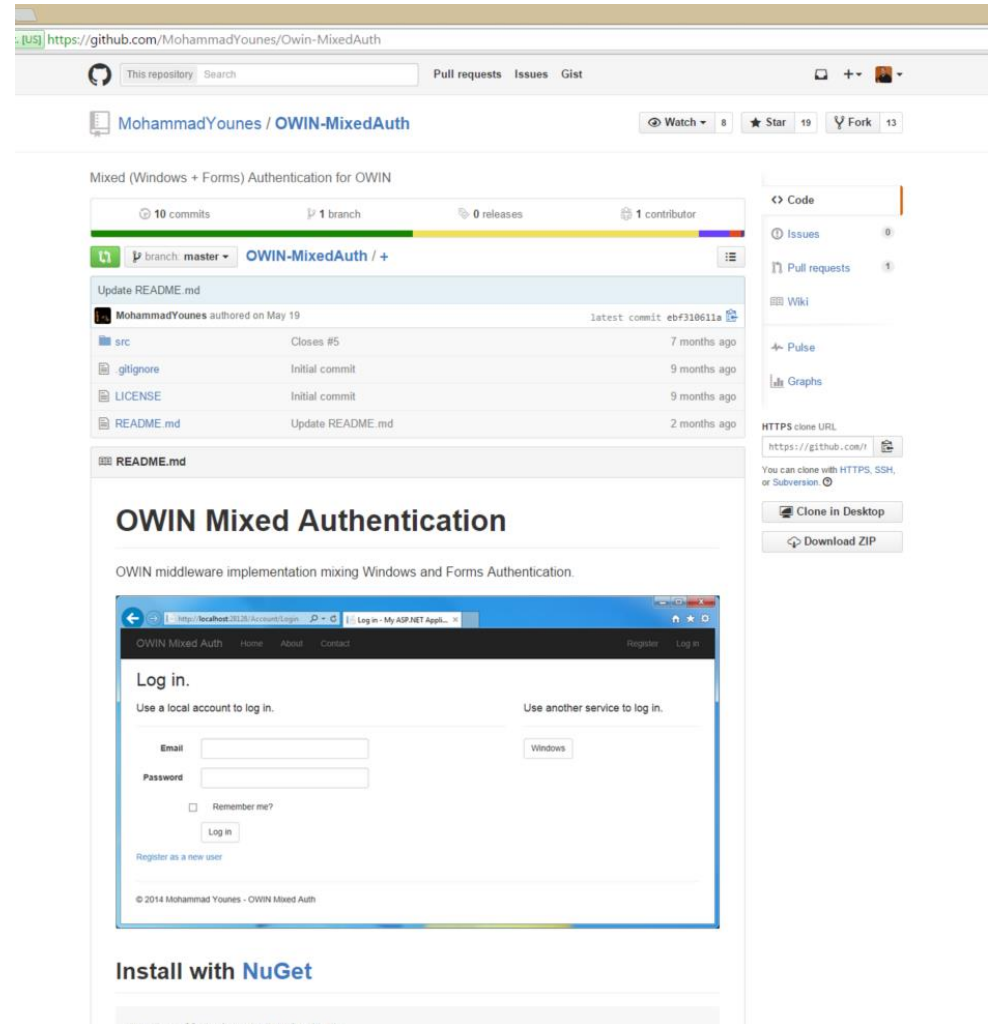 [US] https://github.com/MohammadYounes/Owin-MixedAuth
This repository Search Pull requests Issues Gist
MohammadYounes / OWIN-MixedAuth Watch 8 Star 19 Fork 13
Mixed (Windows + Forms) Authentication for OWIN
10 commits 1 branch 0 releases 1 contributor
branch: master OWIN-MixedAuth / +
Update README.md
MohammadYounes authored on May 19 latest commit ebf310611a
src Closes #5 7 months ago
.gitignore Initial commit 9 months ago
LICENSE Initial commit 9 months ago
README.md Update README.md 2 months ago
Code
Issues 0
Pull requests 1
Wiki
Pulse
Graphs
HTTPS clone URL
https://github.com/
You can clone with HTTPS, SSH,
or Subversion.
Clone in Desktop
Download ZIP
README.md
OWIN Mixed Authentication
OWIN middleware implementation mixing Windows and Forms Authentication.
http://localhost:28128/Account/Login Log in - My ASP.NET Appli...
OWIN Mixed Auth Home About Contact Register Log in
Log in.
Use a local account to log in. Use another service to log in.
Email Windows
Password
Remember me?
Log in
Register as a new user
© 2014 Mohammad Younes - OWIN Mixed Auth
Install with NuGet